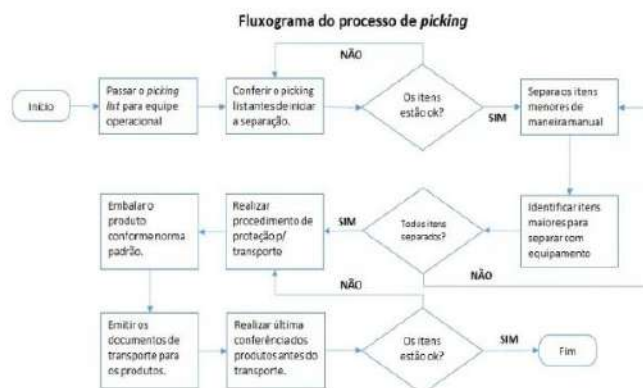 Fluxograma do processo de picking
NÃO
Início
Passar o picking
list para equipe
operacional
Conferir o picking
list antes de iniciar
a separação.
Os itens
estão ok?
SIM
Separa os itens
menores de
maneira manual
Embalar o
produto
conforme norma
padrão.
Realizar
procedimento de
proteção p/
transporte
SIM
Todos itens
separados?
Identificar itens
maiores para
separar com
equipamento
NÃO
NÃO
Emitir os
documentos de
transporte para
os produtos.
Realizar última
conferência dos
produtos antes do
transporte.
Os itens
estão ok?
SIM
Fim